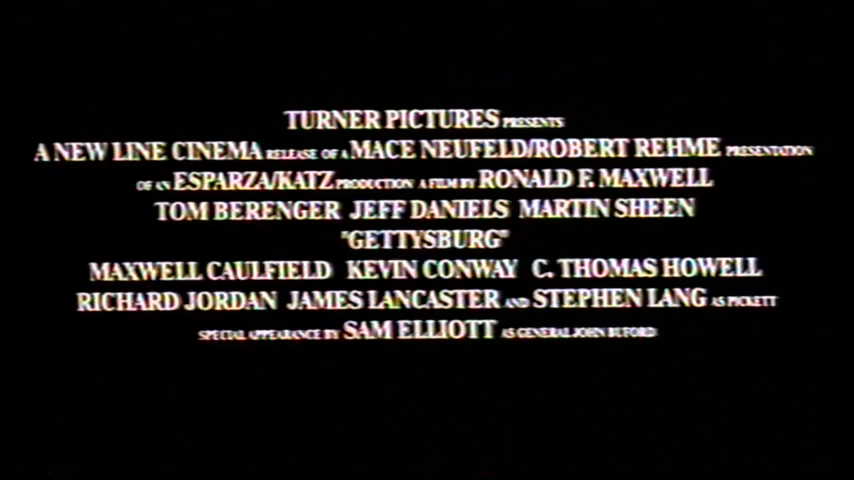 TURNER PICTURES PRESENTS
A NEW LINE CINEMA RELEASE OF A MACE NEUFELD/ROBERT REHME PRESENTATION
OF AN ESPARZA/KATZ PRODUCTION A FILM BY RONALD F. MAXWELL
TOM BERENGER JEFF DANIELS MARTIN SHEEN
"GETTYSBURG"
MAXWELL CAULFIELD KEVIN CONWAY C. THOMAS HOWELL
RICHARD JORDAN JAMES LANCASTER AND STEPHEN LANG AS PICKETT
SPECIAL APPEARANCE BY SAM ELLIOTT AS GENERAL JOHN BUFORD